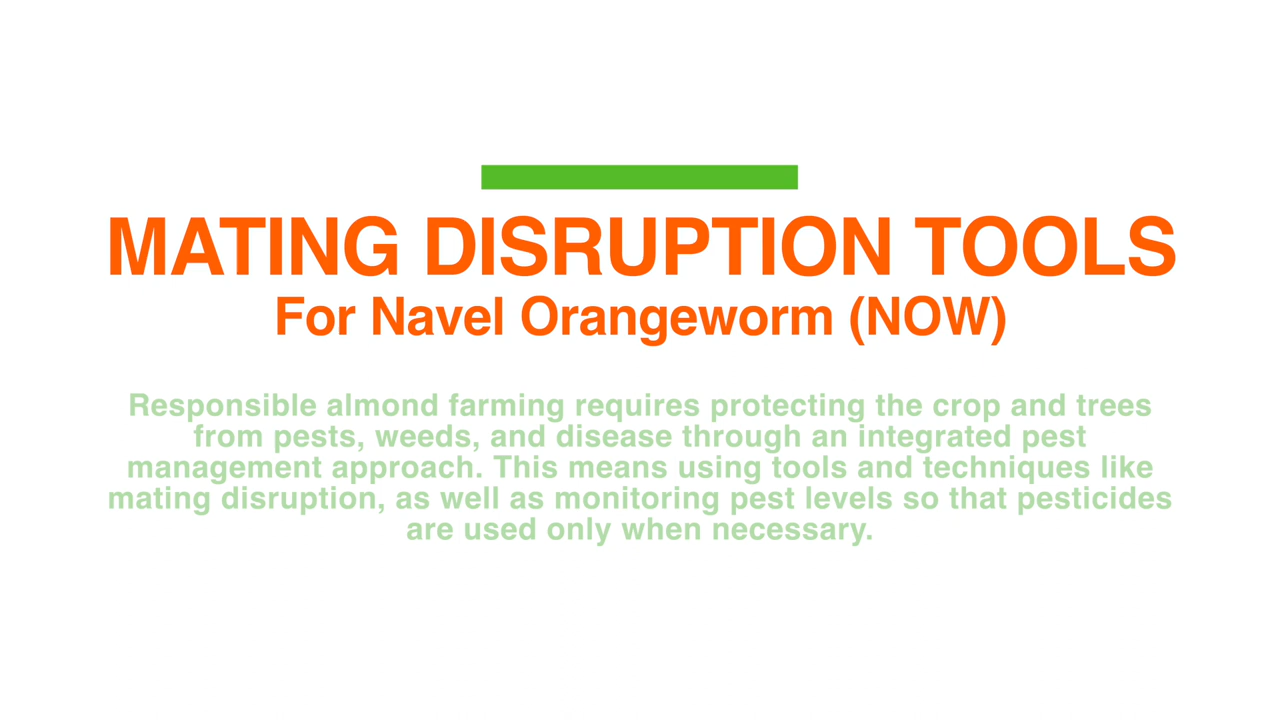 MATING DISRUPTION TOOLS
For Navel Orangeworm (NOW)
Responsible almond farming requires protecting the crop and trees
from pests, weeds, and disease through an integrated pest
management approach. This means using tools and techniques like
mating disruption, as well as monitoring pest levels so that pesticides
are used only when necessary.